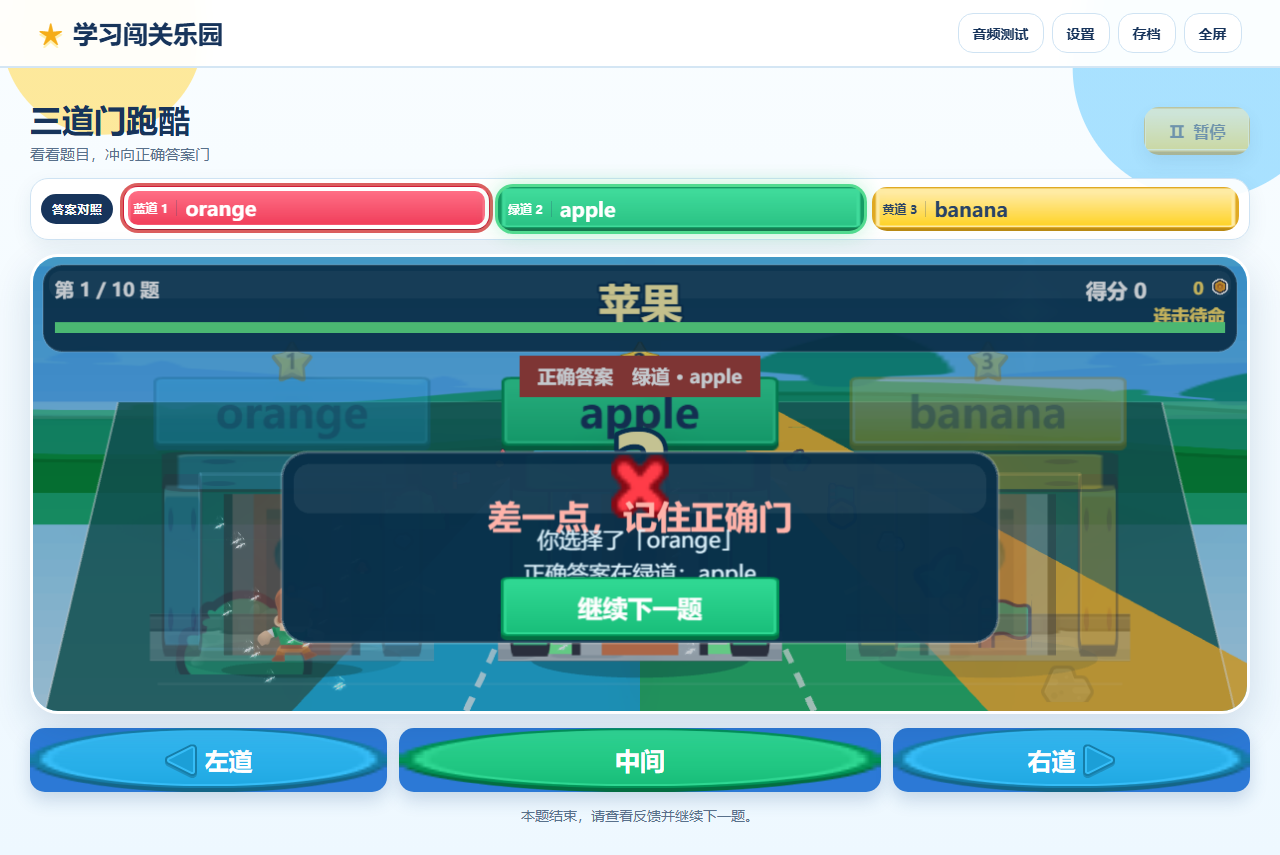 学习闯关乐园
音频测试
设置
存档
全屏
三道门跑酷
看看题目，冲向正确答案门
暂停
答案对照
蓝道 1 orange
绿道 2 apple
黄道 3 banana
第 1 / 10 题
苹果
得分 0
0
连击待命
1
3
正确答案 绿道 • apple
orange
apple
banana
差一点，记住正确门
你选择了「orange」
正确答案在绿道：apple
继续下一题
左道
中间
右道
本题结束，请查看反馈并继续下一题。